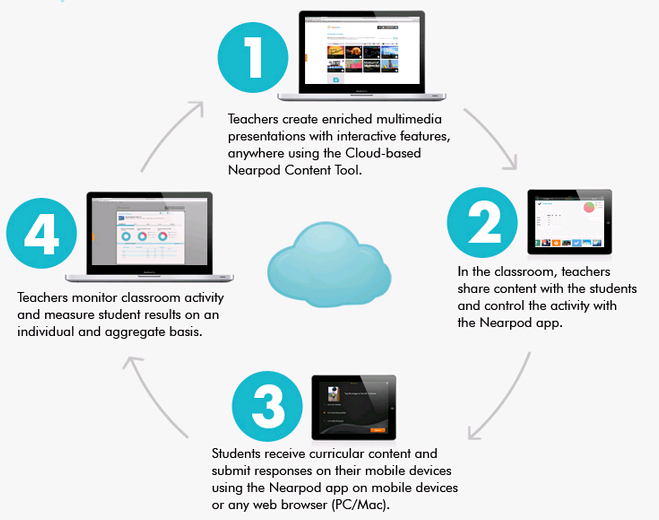 1
Teachers create enriched multimedia
presentations with interactive features,
anywhere using the Cloud-based
Nearpod Content Tool.
2
In the classroom, teachers
share content with the students
and control the activity with
the Nearpod app.
3
Students receive curricular content and
submit responses on their mobile devices
using the Nearpod app on mobile devices
or any web browser (PC/Mac).
4
Teachers monitor classroom activity
and measure student results on an
individual and aggregate basis.